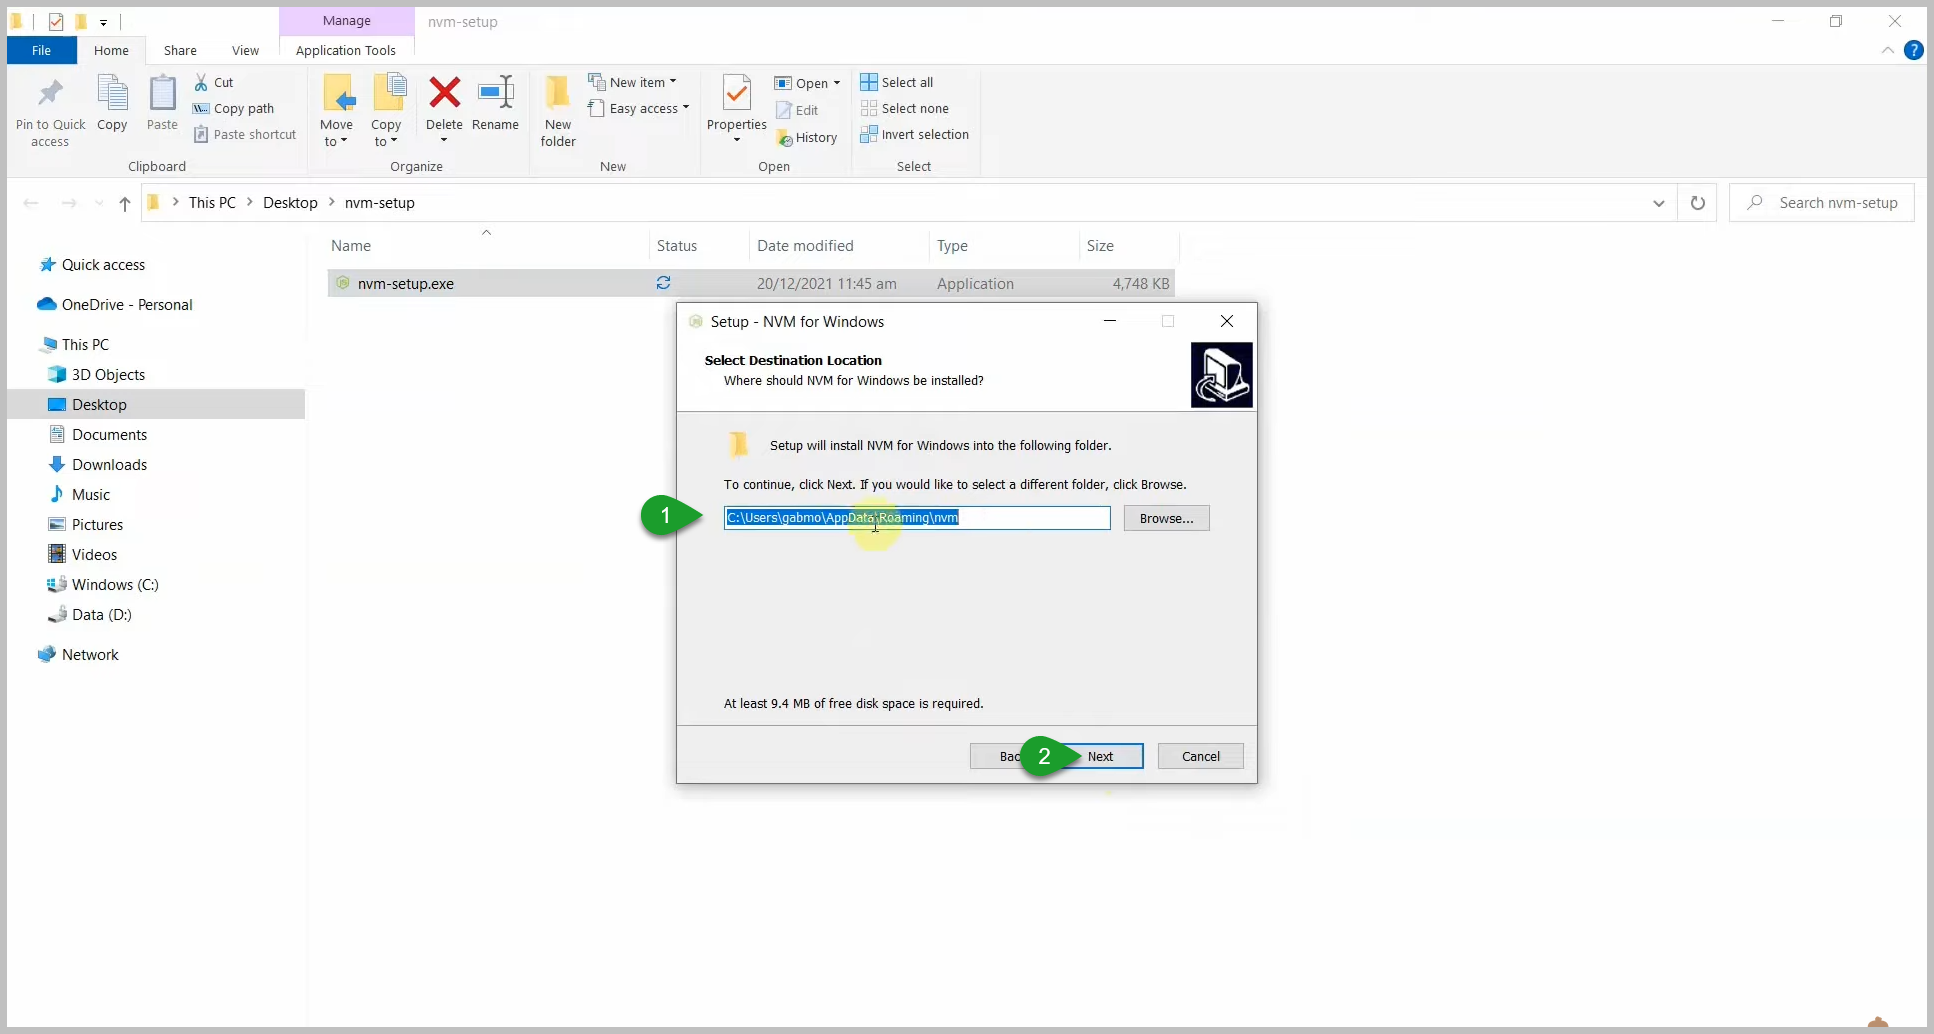 Manage
nvm-setup
File
Home
Share
View
Application Tools
?
Pin to Quick access
Copy
Paste
Cut
Copy path
Paste shortcut
Clipboard
Move to
Copy to
Delete
Rename
Organize
New folder
New item
Easy access
New
Properties
Open
Edit
History
Open
Select all
Select none
Invert selection
Select
This PC > Desktop > nvm-setup
Search nvm-setup
Name Status Date modified Type Size
nvm-setup.exe 20/12/2021 11:45 am Application 4,748 KB
Quick access
OneDrive - Personal
This PC
3D Objects
Desktop
Documents
Downloads
Music
Pictures
Videos
Windows (C:)
Data (D:)
Network
Setup - NVM for Windows
Select Destination Location
Where should NVM for Windows be installed?
Setup will install NVM for Windows into the following folder.
To continue, click Next. If you would like to select a different folder, click Browse.
1
C:\Users\gabmo\AppData\Roaming\nvm
Browse...
At least 9.4 MB of free disk space is required.
Bac
2
Next
Cancel